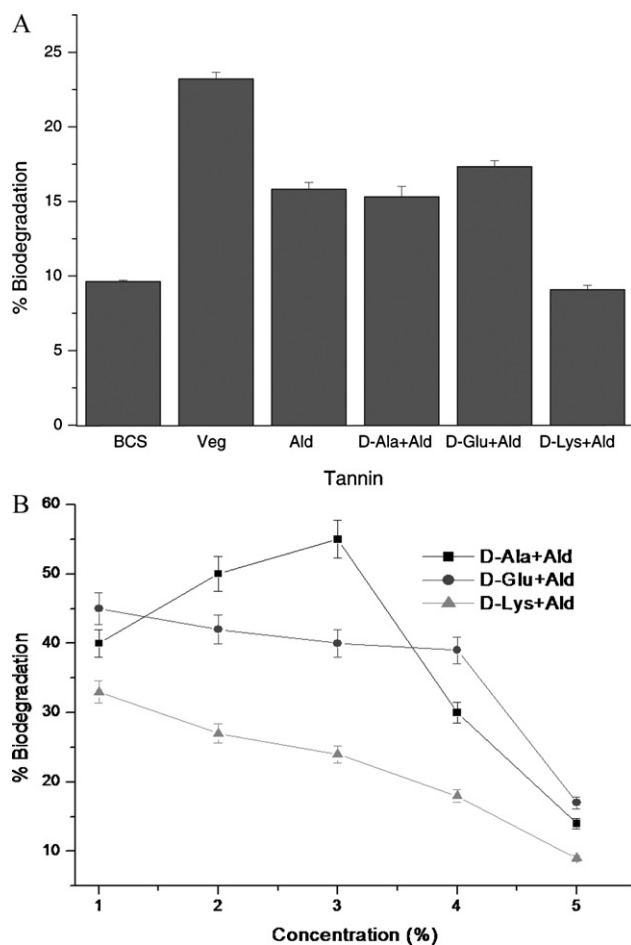 A
% Biodegradation
25
20
15
10
5
0
BCS Veg Ald D-Ala+Ald D-Glu+Ald D-Lys+Ald
Tannin
B
% Biodegradation
60
50
40
30
20
10
D-Ala+Ald
D-Glu+Ald
D-Lys+Ald
1 2 3 4 5
Concentration (%)